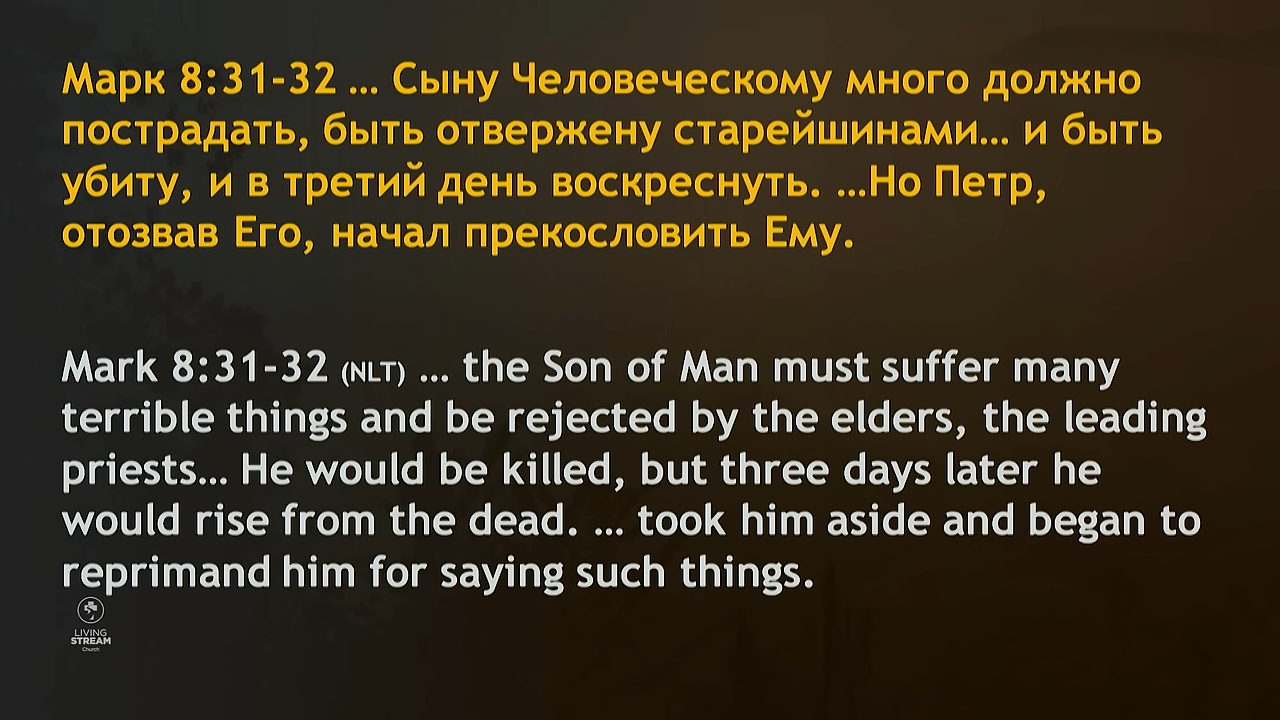 Марк 8:31-32 … Сыну Человеческому много должно
пострадать, быть отвержену старейшинами… и быть
убиту, и в третий день воскреснуть. …Но Петр,
отозвав Его, начал прекословить Ему.
Mark 8:31-32 (NLT) … the Son of Man must suffer many
terrible things and be rejected by the elders, the leading
priests… He would be killed, but three days later he
would rise from the dead. … took him aside and began to
reprimand him for saying such things.
LIVING
STREAM
Church